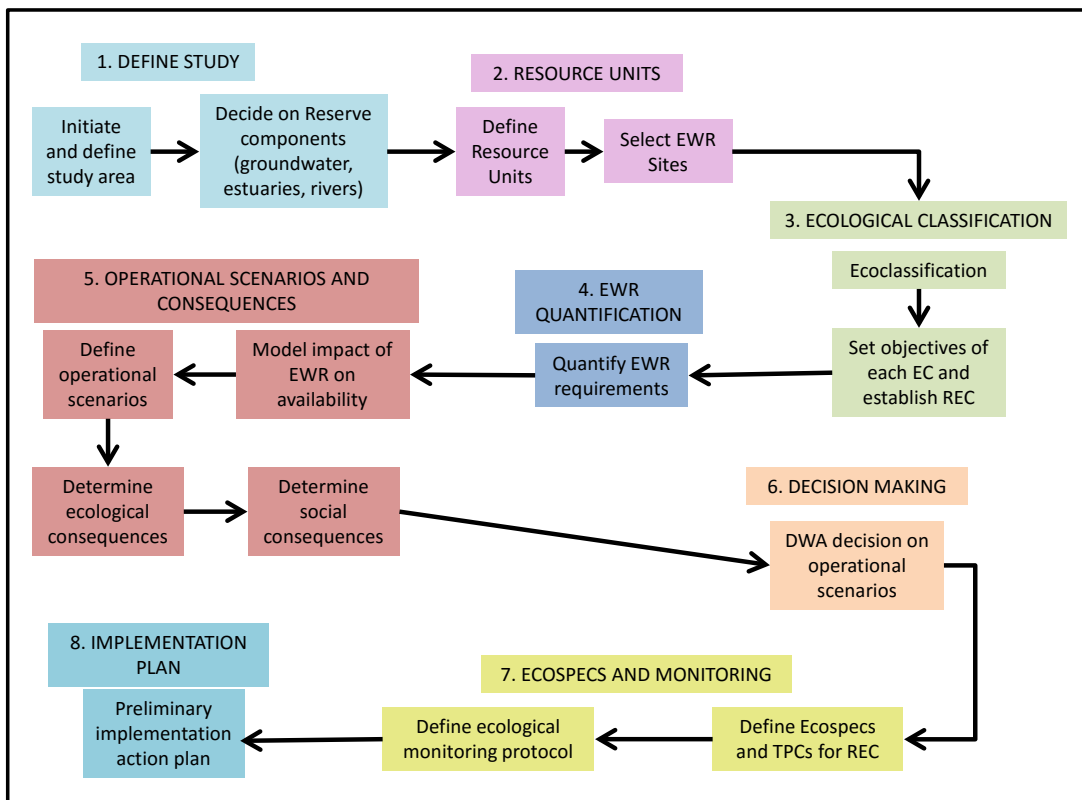 1. DEFINE STUDY
Initiate
and define
study area
Decide on Reserve
components
(groundwater,
estuaries, rivers)
2. RESOURCE UNITS
Define
Resource
Units
Select EWR
Sites
3. ECOLOGICAL CLASSIFICATION
Ecoclassification
Set objectives of
each EC and
establish REC
4. EWR
QUANTIFICATION
Quantify EWR
requirements
5. OPERATIONAL SCENARIOS AND
CONSEQUENCES
Model impact of
EWR on
availability
Define
operational
scenarios
Determine
ecological
consequences
Determine
social
consequences
6. DECISION MAKING
DWA decision on
operational
scenarios
7. ECOSPECS AND MONITORING
Define Ecospecs
and TPCs for REC
Define ecological
monitoring protocol
8. IMPLEMENTATION
PLAN
Preliminary
implementation
action plan